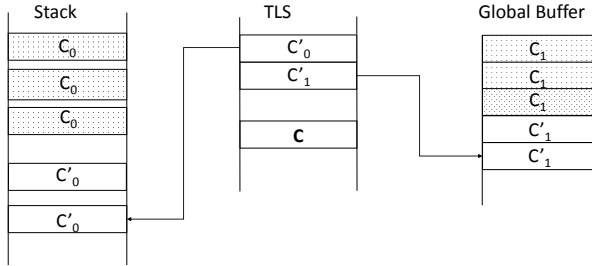 Stack
TLS
Global Buffer
C₀
C₀
C₀
C'₀
C'₀
C'₀
C'₁
C
C₁
C₁
C₁
C'₁
C'₁